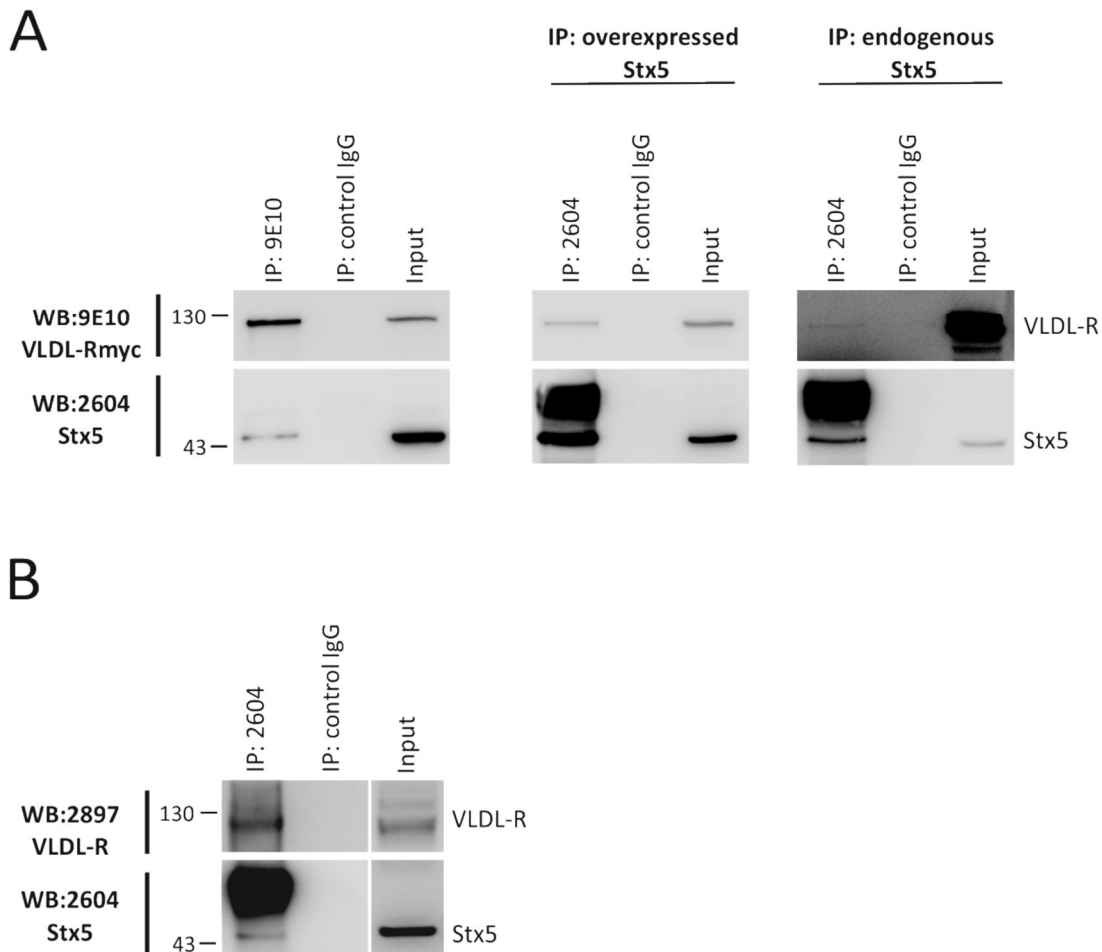 A
IP: overexpressed
Stx5
IP: endogenous
Stx5
IP: 9E10
IP: control IgG
Input
IP: 2604
IP: control IgG
Input
IP: 2604
IP: control IgG
Input
WB:9E10
VLDL-Rmyc
130
VLDL-R
WB:2604
Stx5
43
Stx5
B
IP: 2604
IP: control IgG
Input
WB:2897
VLDL-R
130
VLDL-R
WB:2604
Stx5
43
Stx5